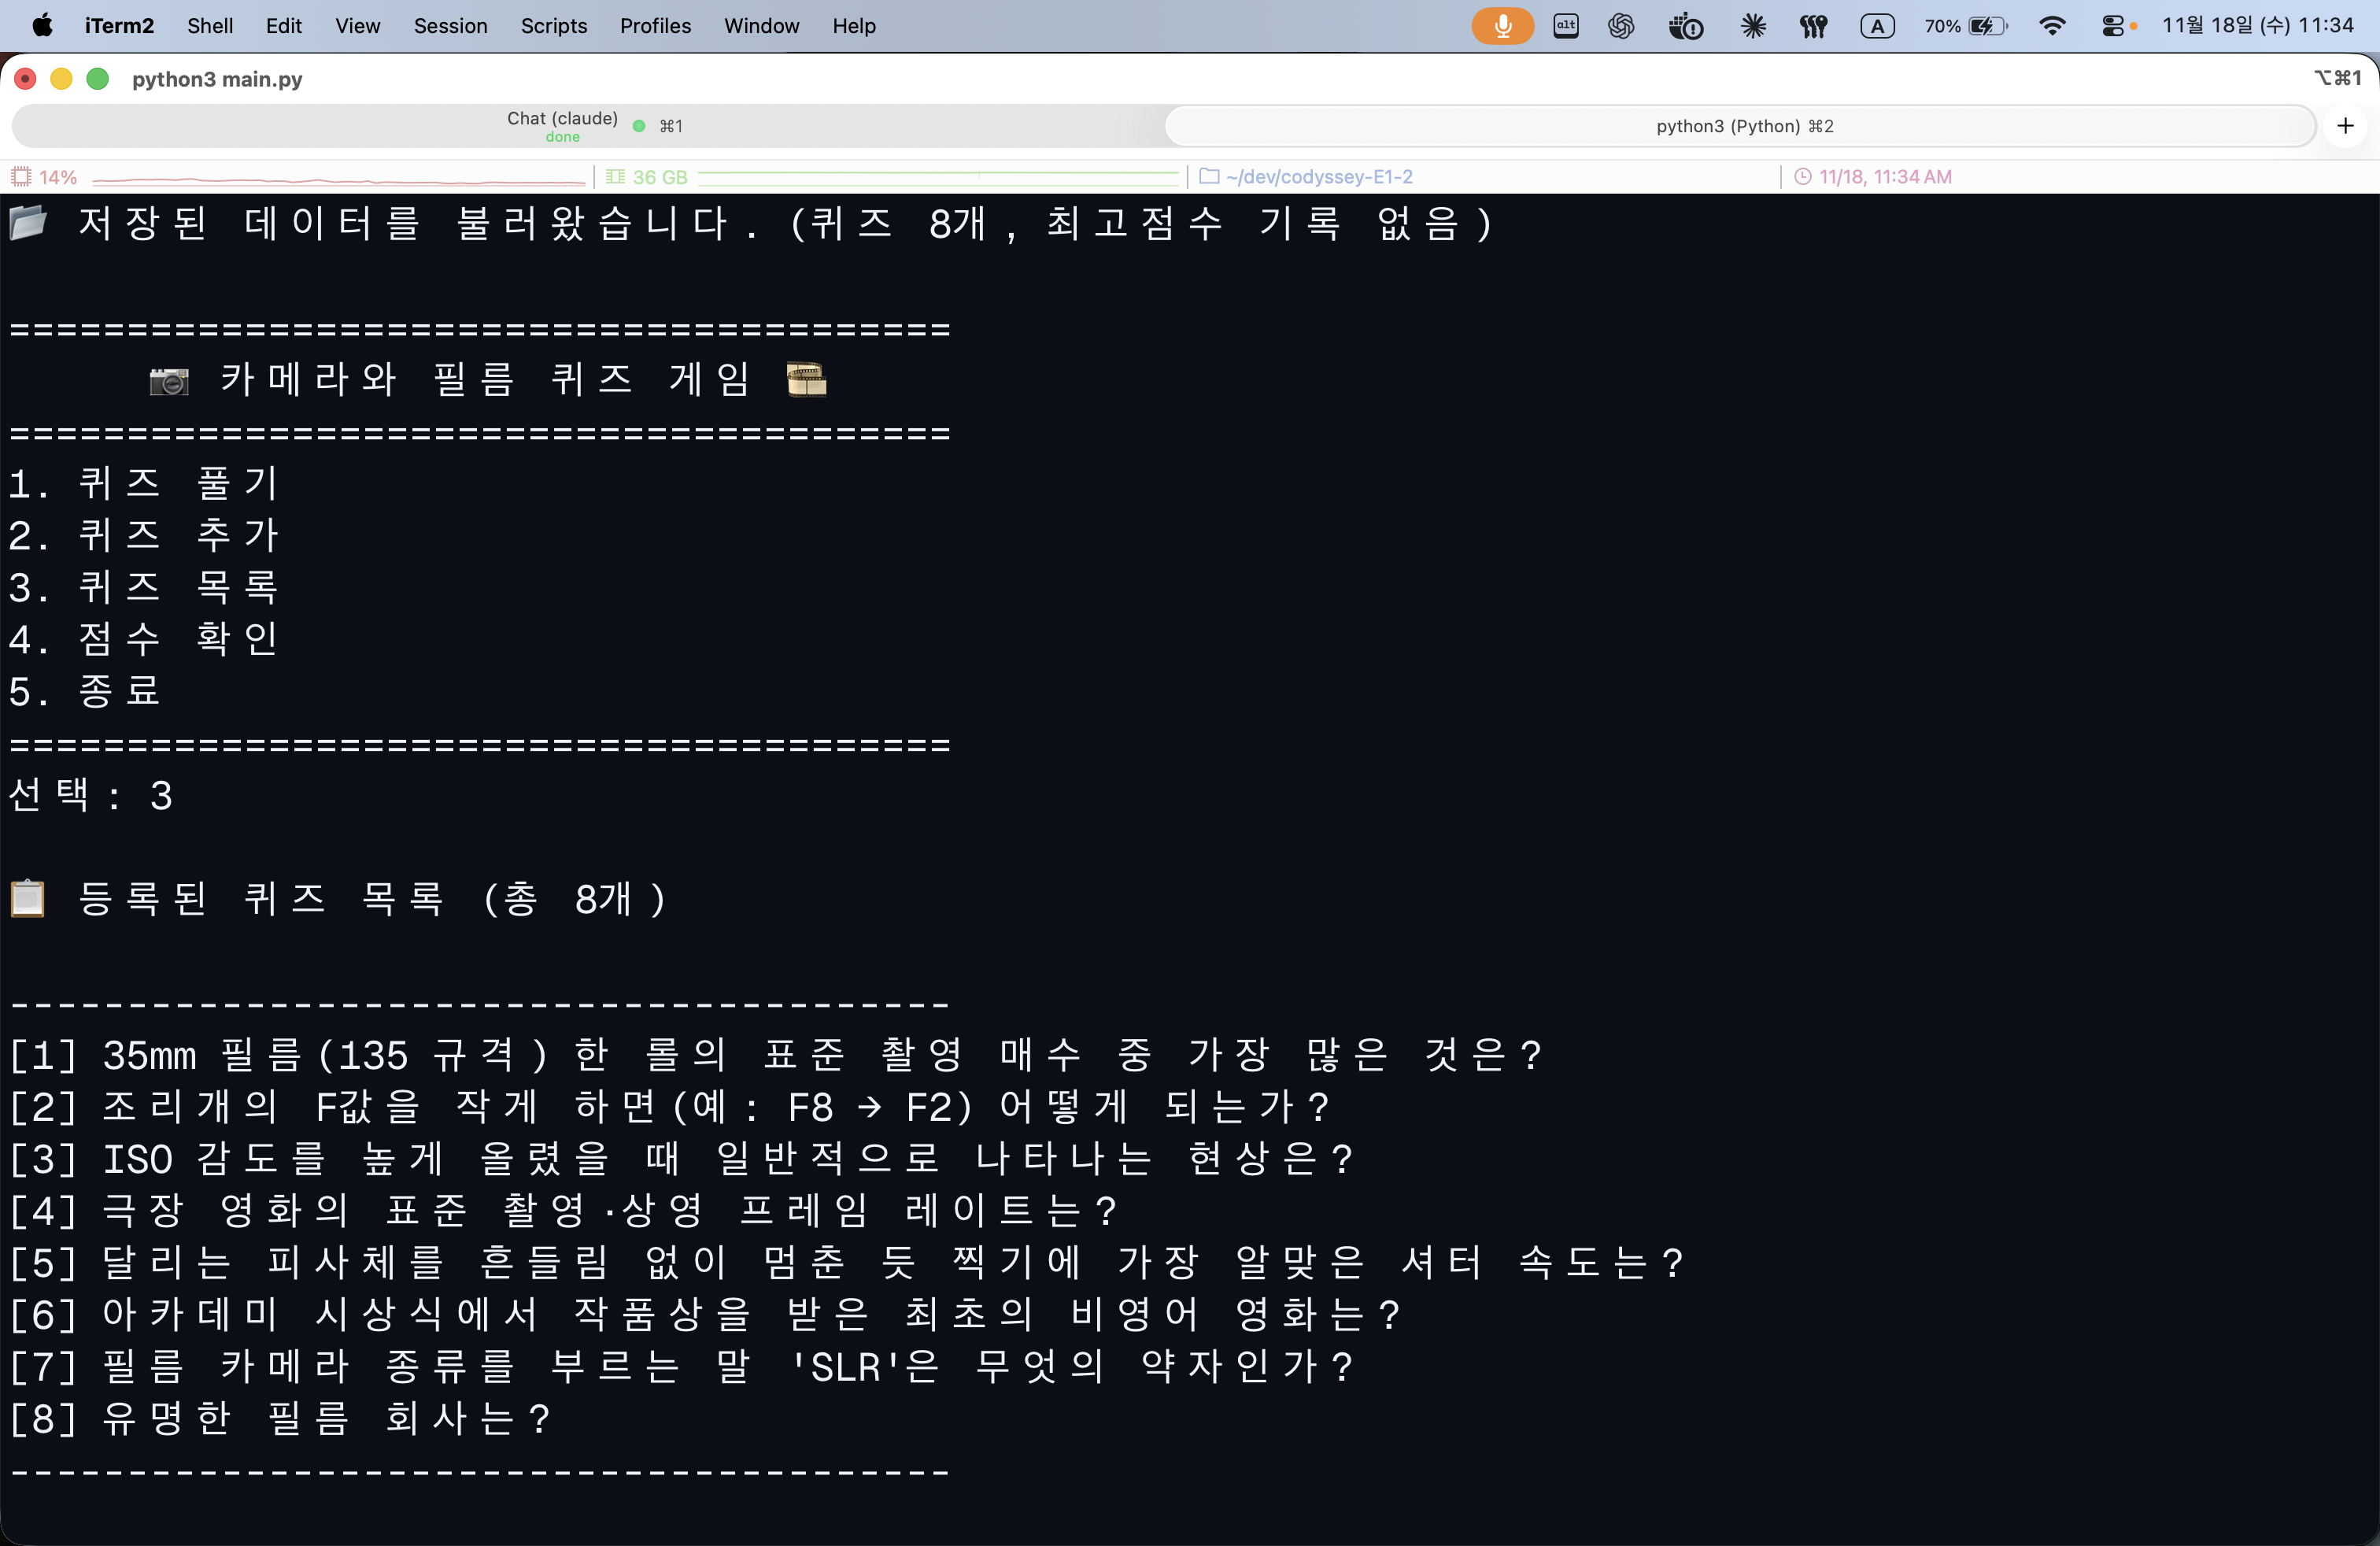 iTerm2 Shell Edit View Session Scripts Profiles Window Help alt A 70% 11월 18일 (수) 11:34
python3 main.py ⌥⌘1
Chat (claude) ⌘1 python3 (Python) ⌘2 +
done
14% 36 GB ~/dev/codyssey-E1-2 11/18, 11:34 AM
📂 저장된 데이터를 불러왔습니다. (퀴즈 8개, 최고점수 기록 없음)
========================================
📷 카메라와 필름 퀴즈 게임 🎞️
========================================
1. 퀴즈 풀기
2. 퀴즈 추가
3. 퀴즈 목록
4. 점수 확인
5. 종료
========================================
선택: 3
📋 등록된 퀴즈 목록 (총 8개)
----------------------------------------
[1] 35mm 필름(135 규격) 한 롤의 표준 촬영 매수 중 가장 많은 것은?
[2] 조리개의 F값을 작게 하면(예: F8 → F2) 어떻게 되는가?
[3] ISO 감도를 높게 올렸을 때 일반적으로 나타나는 현상은?
[4] 극장 영화의 표준 촬영·상영 프레임 레이트는?
[5] 달리는 피사체를 흔들림 없이 멈춘 듯 찍기에 가장 알맞은 셔터 속도는?
[6] 아카데미 시상식에서 작품상을 받은 최초의 비영어 영화는?
[7] 필름 카메라 종류를 부르는 말 'SLR'은 무엇의 약자인가?
[8] 유명한 필름 회사는?
----------------------------------------